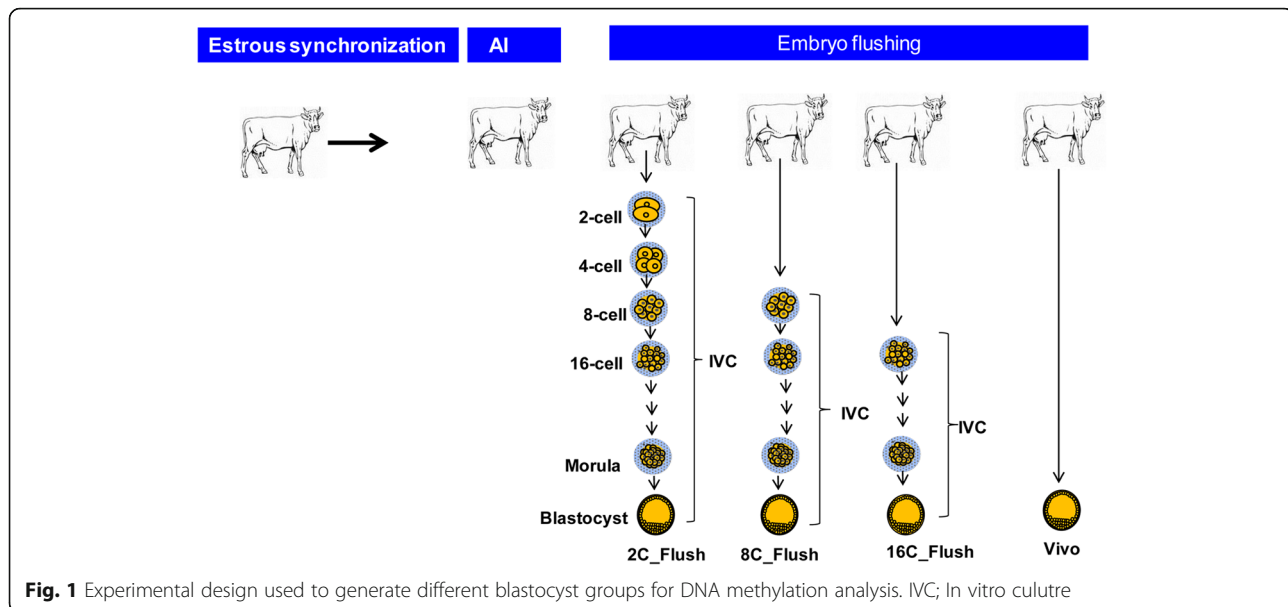 Estrous synchronization
AI
Embryo flushing
2-cell
4-cell
8-cell
16-cell
IVC
IVC
IVC
Morula
Blastocyst
2C_Flush
8C_Flush
16C_Flush
Vivo
Fig. 1 Experimental design used to generate different blastocyst groups for DNA methylation analysis. IVC; In vitro culutre